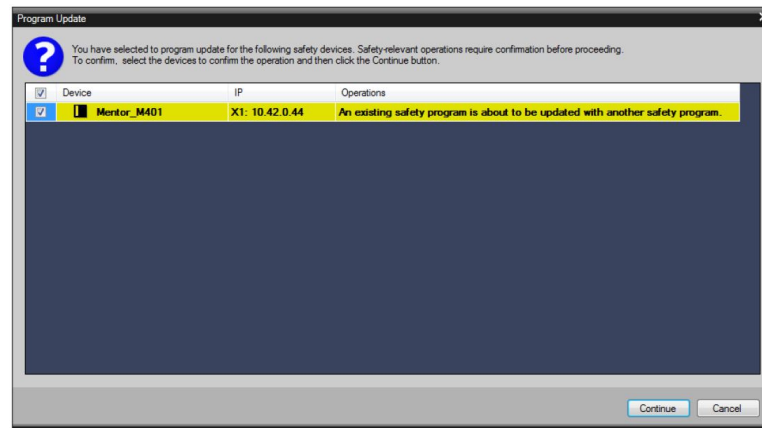 Program Update
You have selected to program update for the following safety devices. Safety-relevant operations require confirmation before proceeding.
To confirm, select the devices to confirm the operation and then click the Continue button.
Device IP Operations
Mentor_M401 X1: 10.42.0.44 An existing safety program is about to be updated with another safety program.
Continue Cancel